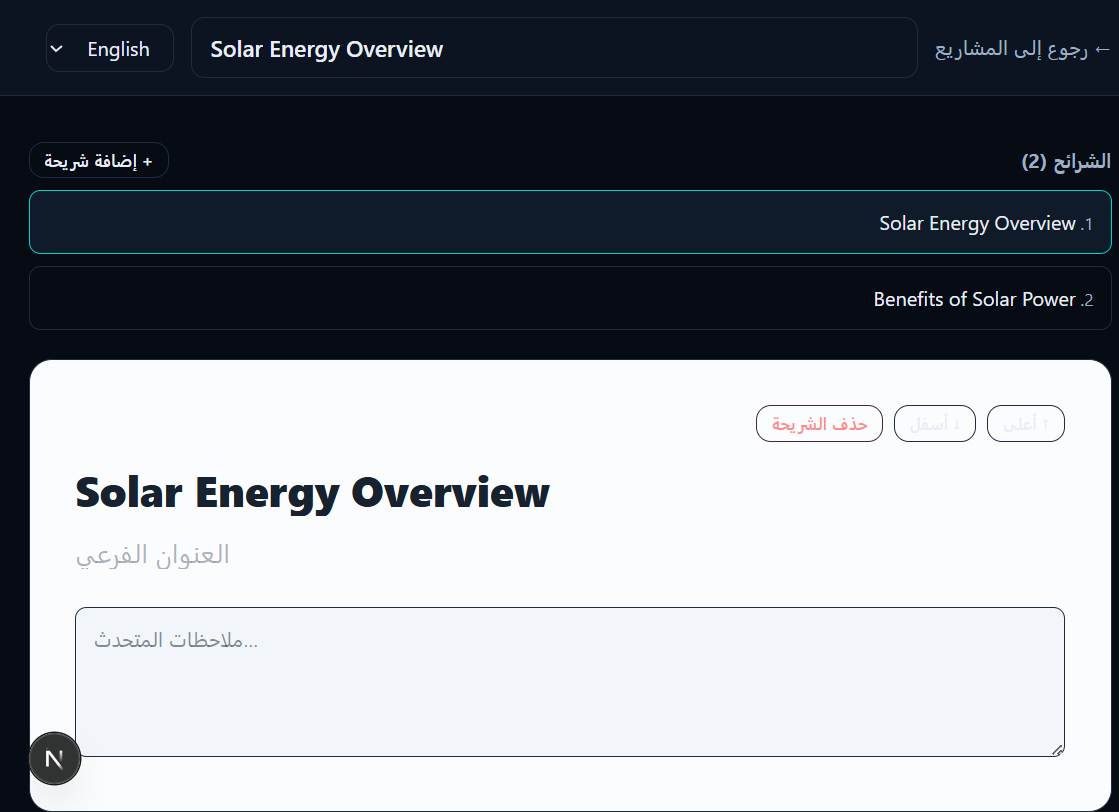 ← رجوع إلى المشاريع
Solar Energy Overview
English
الشرائح (2)
+ إضافة شريحة
1. Solar Energy Overview
2. Benefits of Solar Power
↑ أعلى
↓ أسفل
حذف الشريحة
Solar Energy Overview
العنوان الفرعي
ملاحظات المتحدث...
N